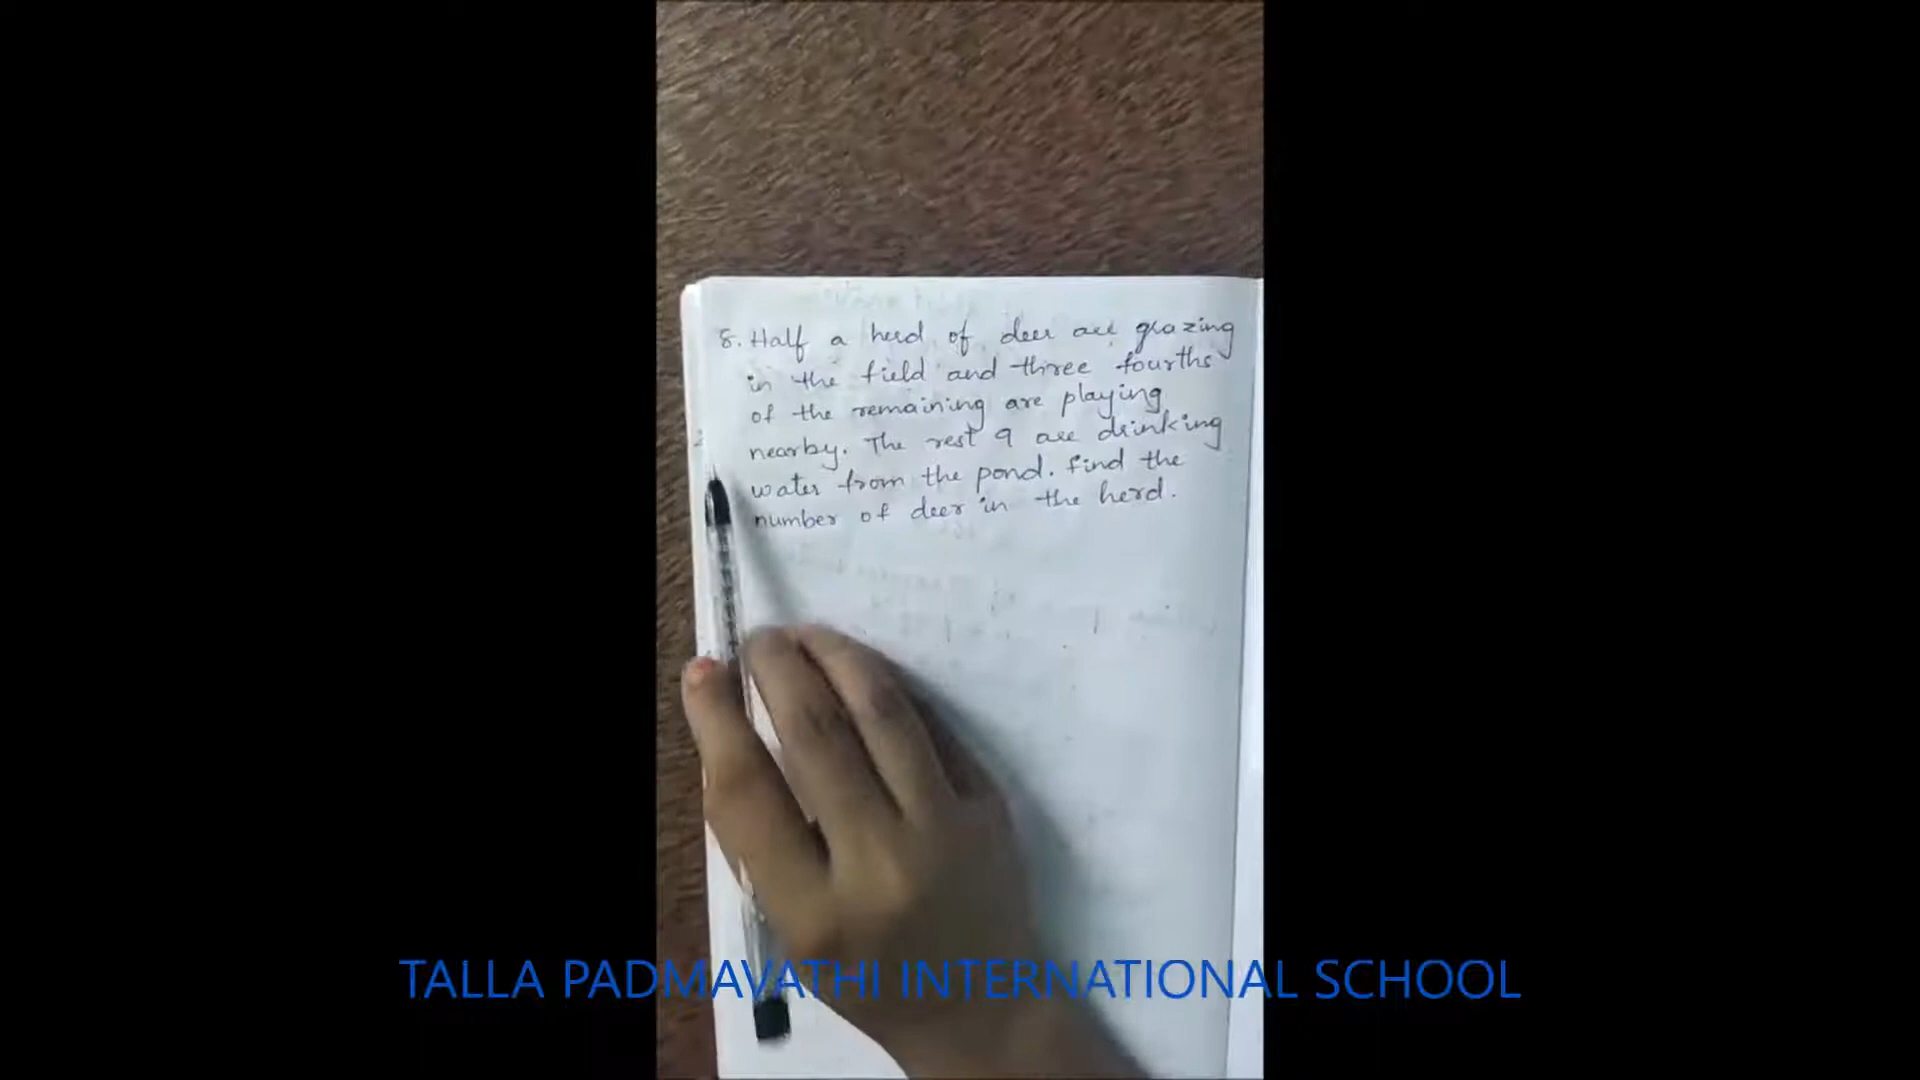 8. Half a herd of deer are grazing
in the field and three fourths
of the remaining are playing
nearby. The rest 9 are drinking
water from the pond. Find the
number of deer in the herd.
TALLA PADMAVATHI INTERNATIONAL SCHOOL